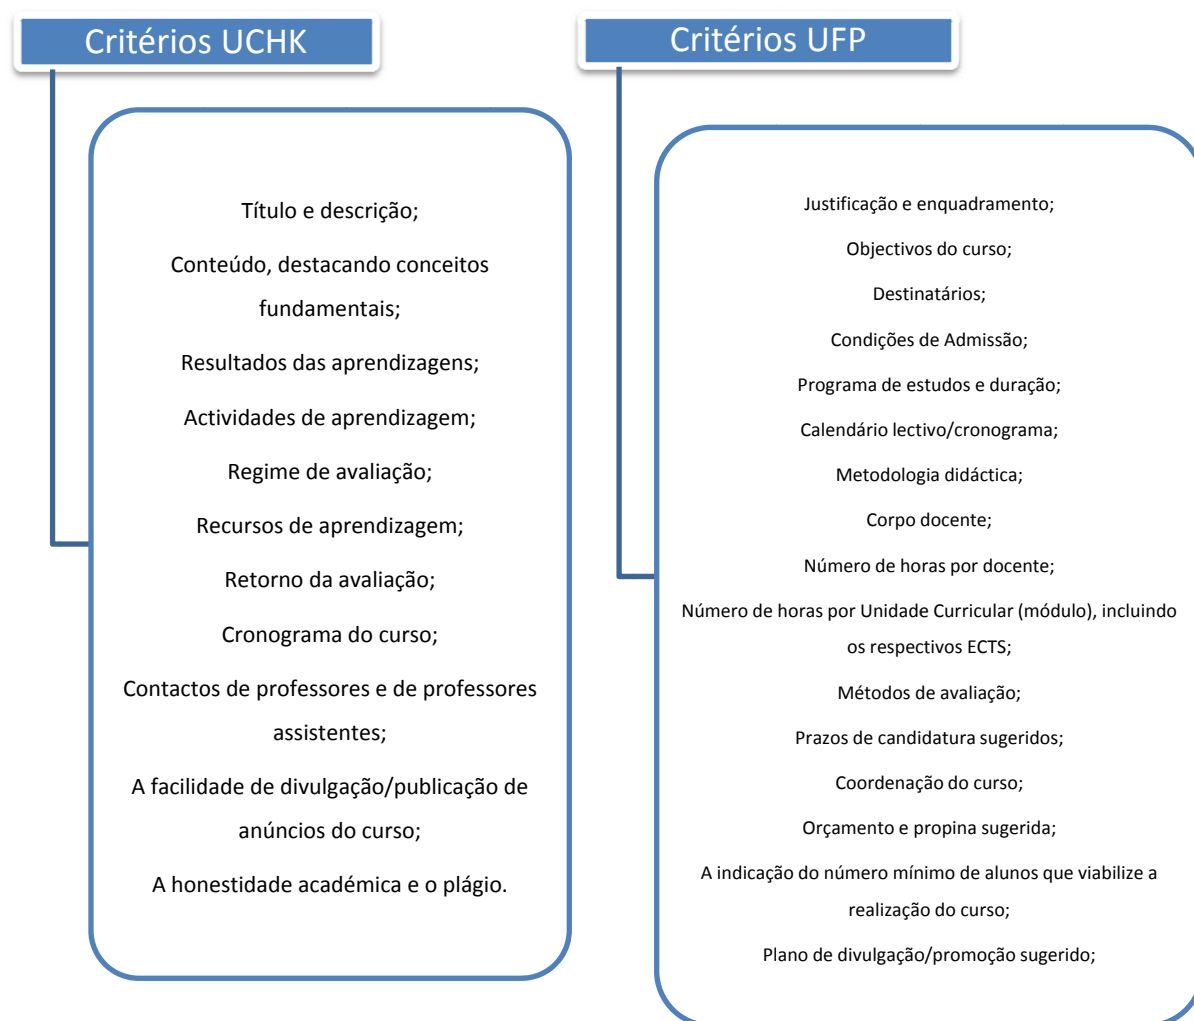 Critérios UCHK
Título e descrição;
Conteúdo, destacando conceitos
fundamentais;
Resultados das aprendizagens;
Actividades de aprendizagem;
Regime de avaliação;
Recursos de aprendizagem;
Retorno da avaliação;
Cronograma do curso;
Contactos de professores e de professores
assistentes;
A facilidade de divulgação/publicação de
anúncios do curso;
A honestidade académica e o plágio.
Critérios UFP
Justificação e enquadramento;
Objectivos do curso;
Destinatários;
Condições de Admissão;
Programa de estudos e duração;
Calendário lectivo/cronograma;
Metodologia didáctica;
Corpo docente;
Número de horas por docente;
Número de horas por Unidade Curricular (módulo), incluindo
os respectivos ECTS;
Métodos de avaliação;
Prazos de candidatura sugeridos;
Coordenação do curso;
Orçamento e propina sugerida;
A indicação do número mínimo de alunos que viabilize a
realização do curso;
Plano de divulgação/promoção sugerido;